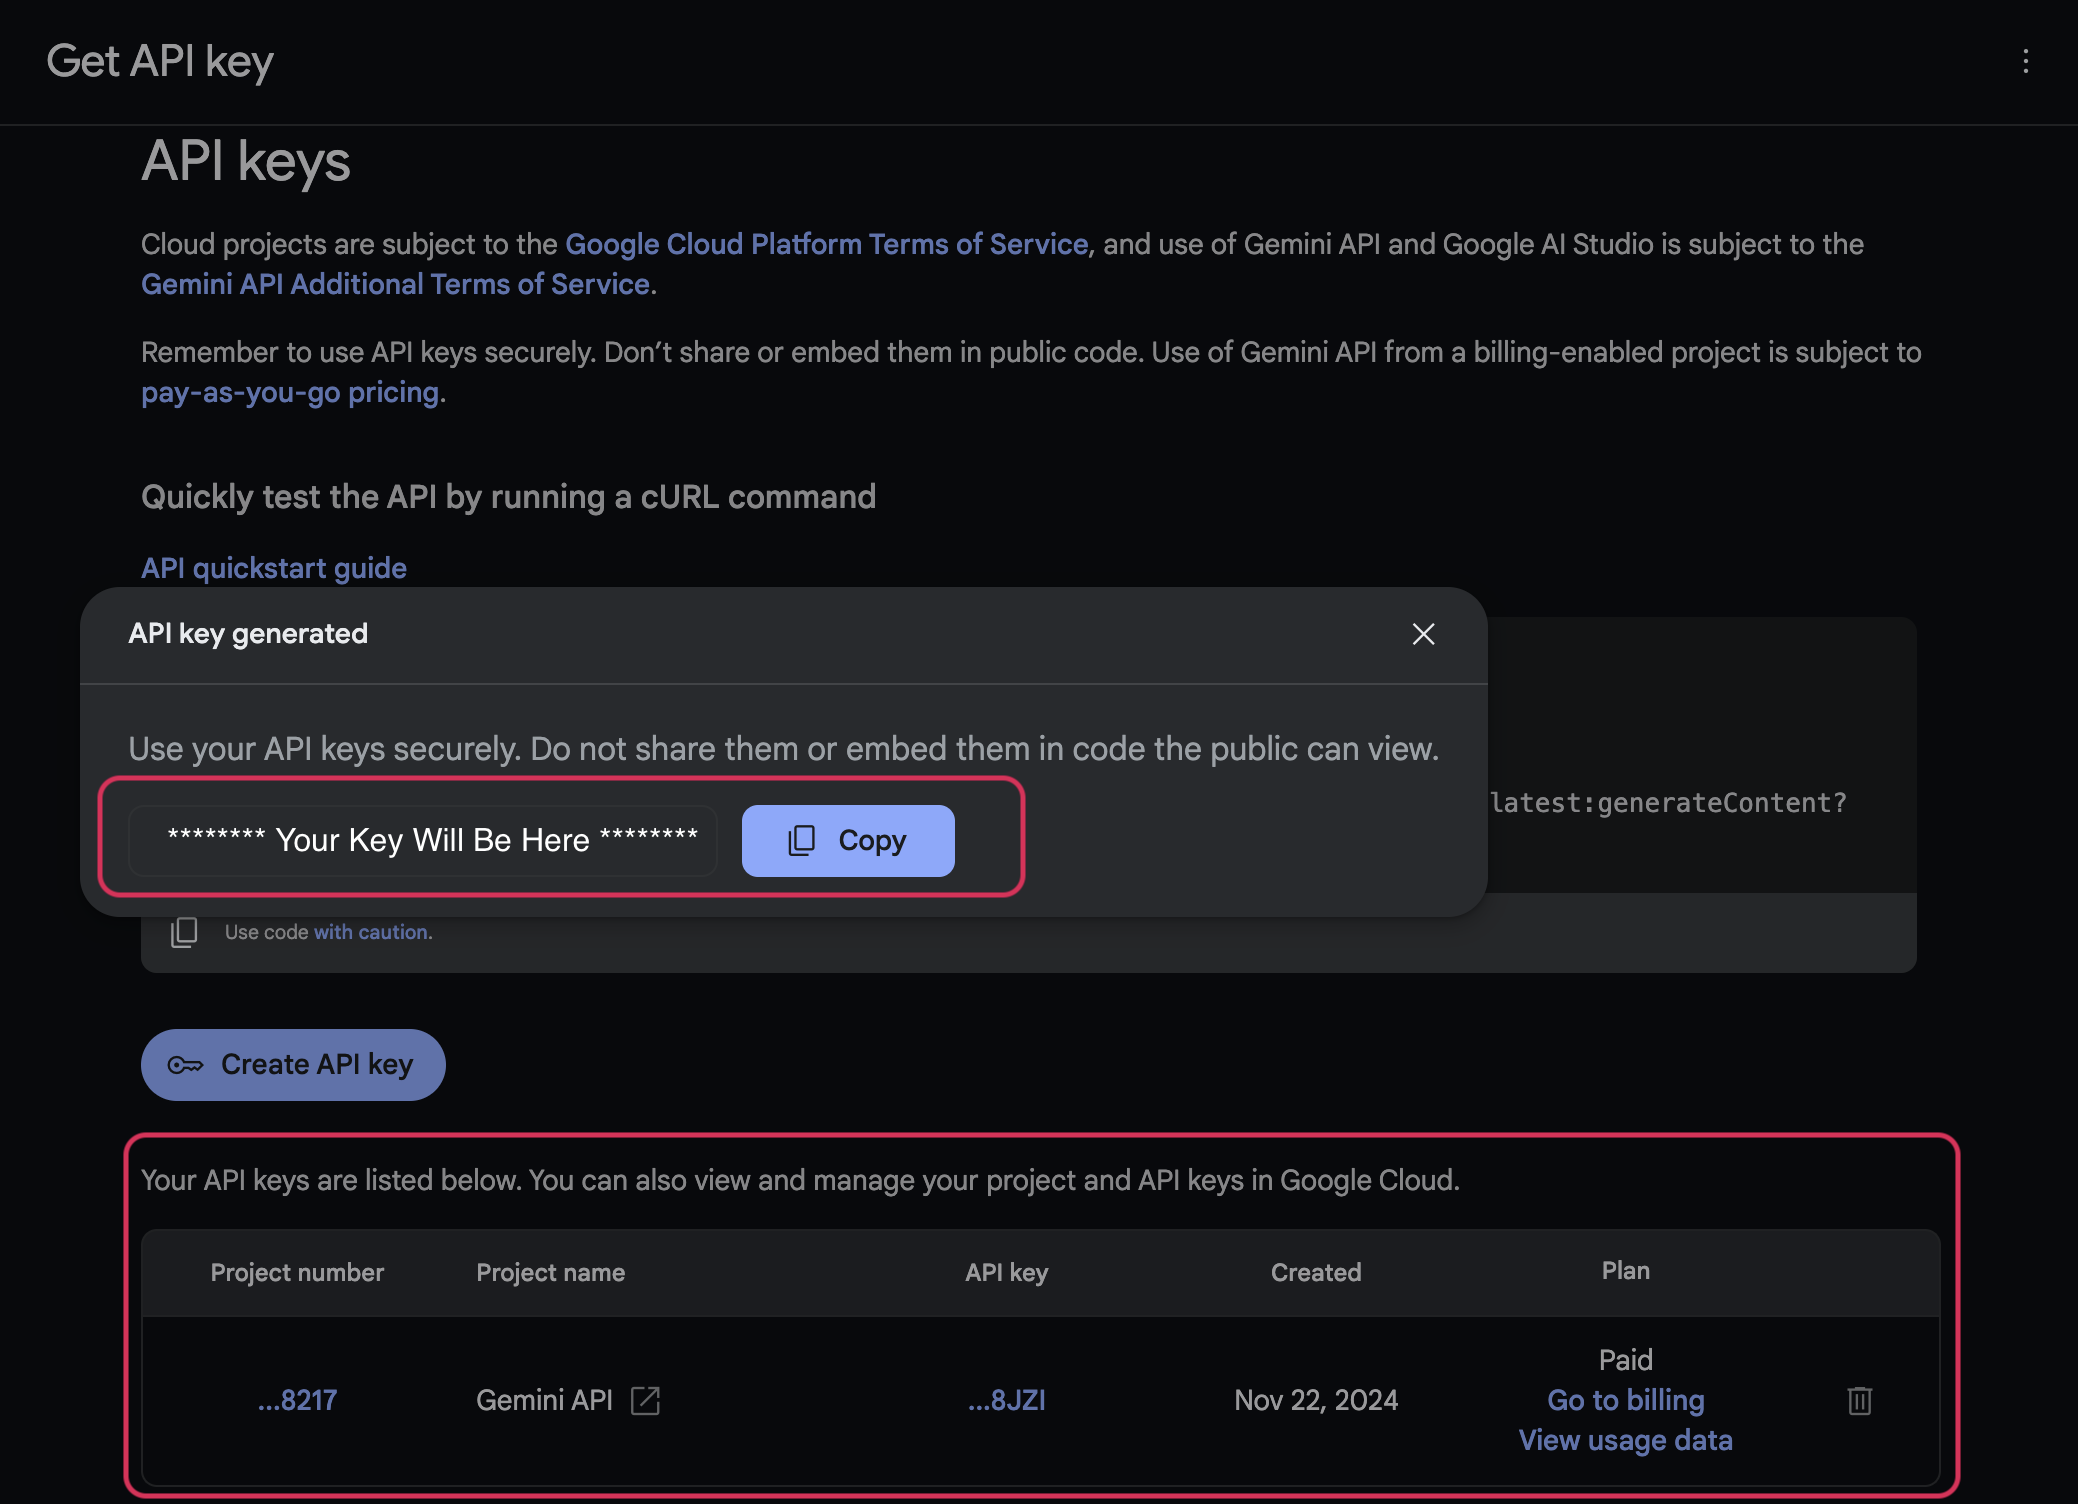 Get API key
API keys
Cloud projects are subject to the Google Cloud Platform Terms of Service, and use of Gemini API and Google AI Studio is subject to the
Gemini API Additional Terms of Service.
Remember to use API keys securely. Don’t share or embed them in public code. Use of Gemini API from a billing-enabled project is subject to
pay-as-you-go pricing.
Quickly test the API by running a cURL command
API quickstart guide
API key generated
Use your API keys securely. Do not share them or embed them in code the public can view.
latest:generateContent?
******** Your Key Will Be Here ********
Copy
Use code with caution.
Create API key
Your API keys are listed below. You can also view and manage your project and API keys in Google Cloud.
Project number Project name API key Created Plan
...8217 Gemini API ...8JZI Nov 22, 2024 Paid
Go to billing
View usage data